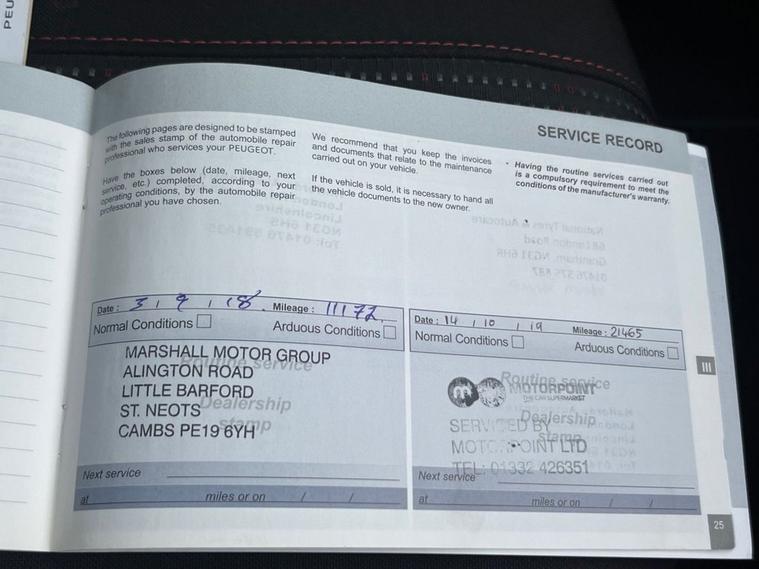 PEU
SERVICE RECORD
The following pages are designed to be stamped
with the sales stamp of the automobile repair
professional who services your PEUGEOT.
Have the boxes below (date, mileage, next
service, etc.) completed, according to your
operating conditions, by the automobile repair
professional you have chosen.
We recommend that you keep the invoices
and documents that relate to the maintenance
carried out on your vehicle.
If the vehicle is sold, it is necessary to hand all
the vehicle documents to the new owner.
• Having the routine services carried out
is a compulsory requirement to meet the
conditions of the manufacturer's warranty.
Date : 3 / 9 / 18 Mileage : 11172
Normal Conditions Arduous Conditions
Routine service
MARSHALL MOTOR GROUP
ALINGTON ROAD
LITTLE BARFORD
ST. NEOTS
CAMBS PE19 6YH
Dealership
stamp
Next service
at miles or on / /
Date : 14 / 10 / 19 Mileage : 21465
Normal Conditions Arduous Conditions
Routine service
MOTORPOINT
THE CAR SUPERMARKET
Dealership
stamp
SERVICED BY
MOTORPOINT LTD
TEL: 01332 426351
Next service
at miles or on / /
III
25